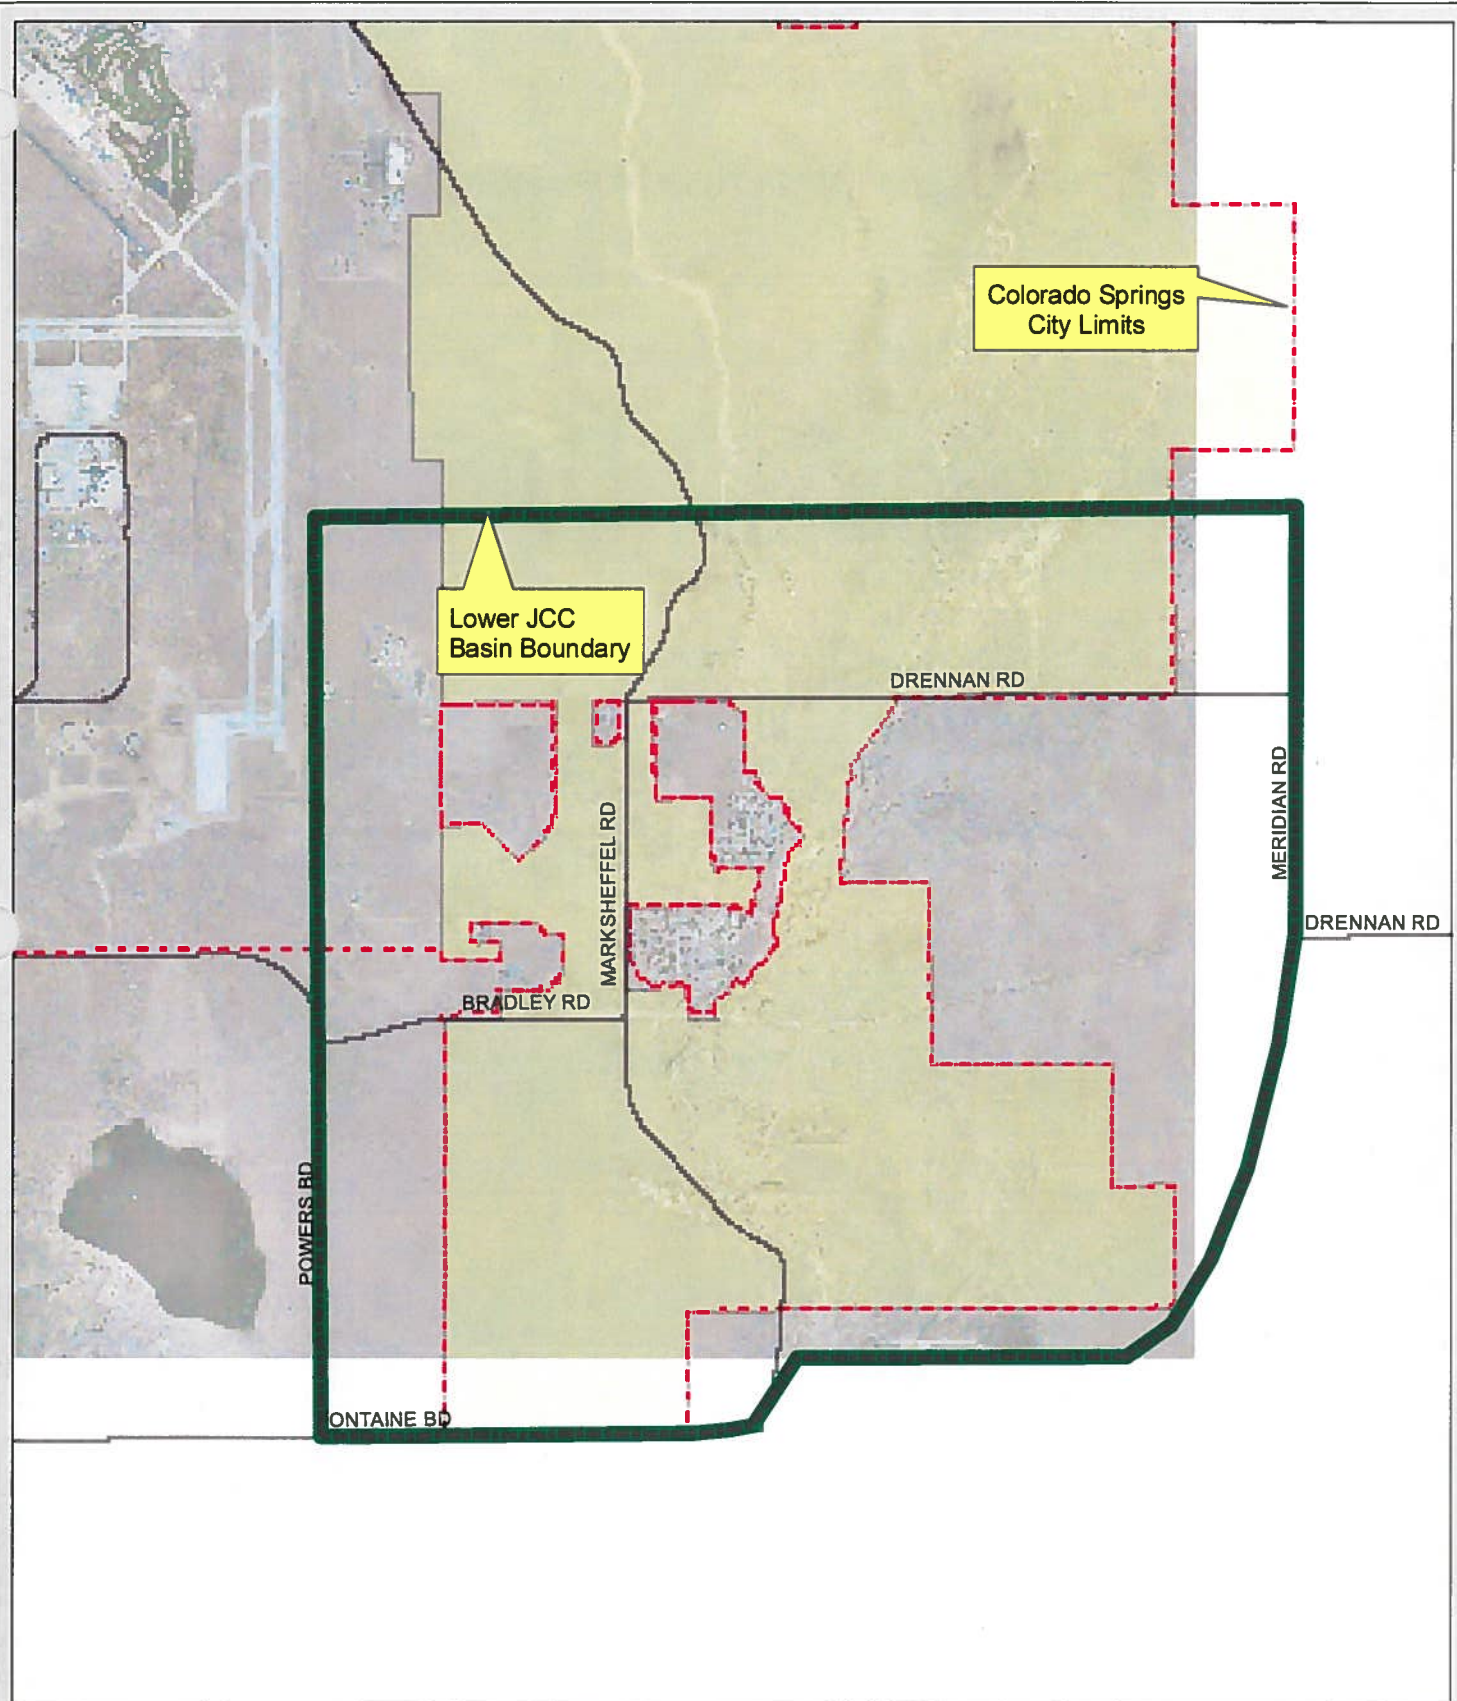 Colorado Springs
City Limits
Lower JCC
Basin Boundary
DRENNAN RD
MERIDIAN RD
MARKSHEFFEL RD
DRENNAN RD
BRADLEY RD
POWERS BD
ONTAINE BD